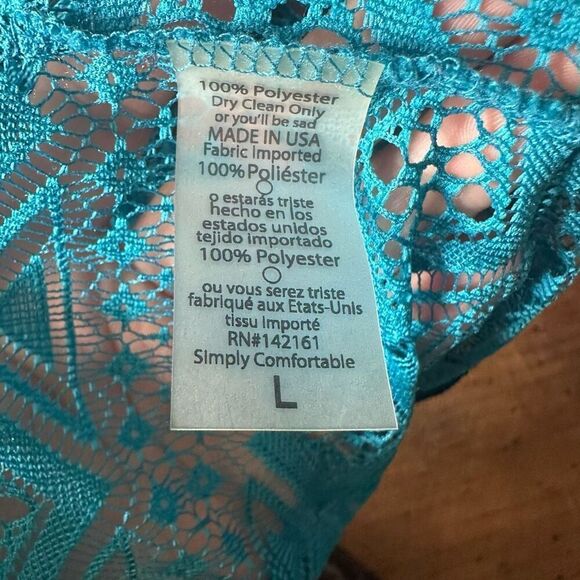 100% Polyester
Dry Clean Only
or you'll be sad
MADE IN USA
Fabric Imported
100% Poliéster
o estarás triste
hecho en los
estados unidos
tejido importado
100% Polyester
ou vous serez triste
fabriqué aux Etats-Unis
tissu importé
RN#142161
Simply Comfortable
L